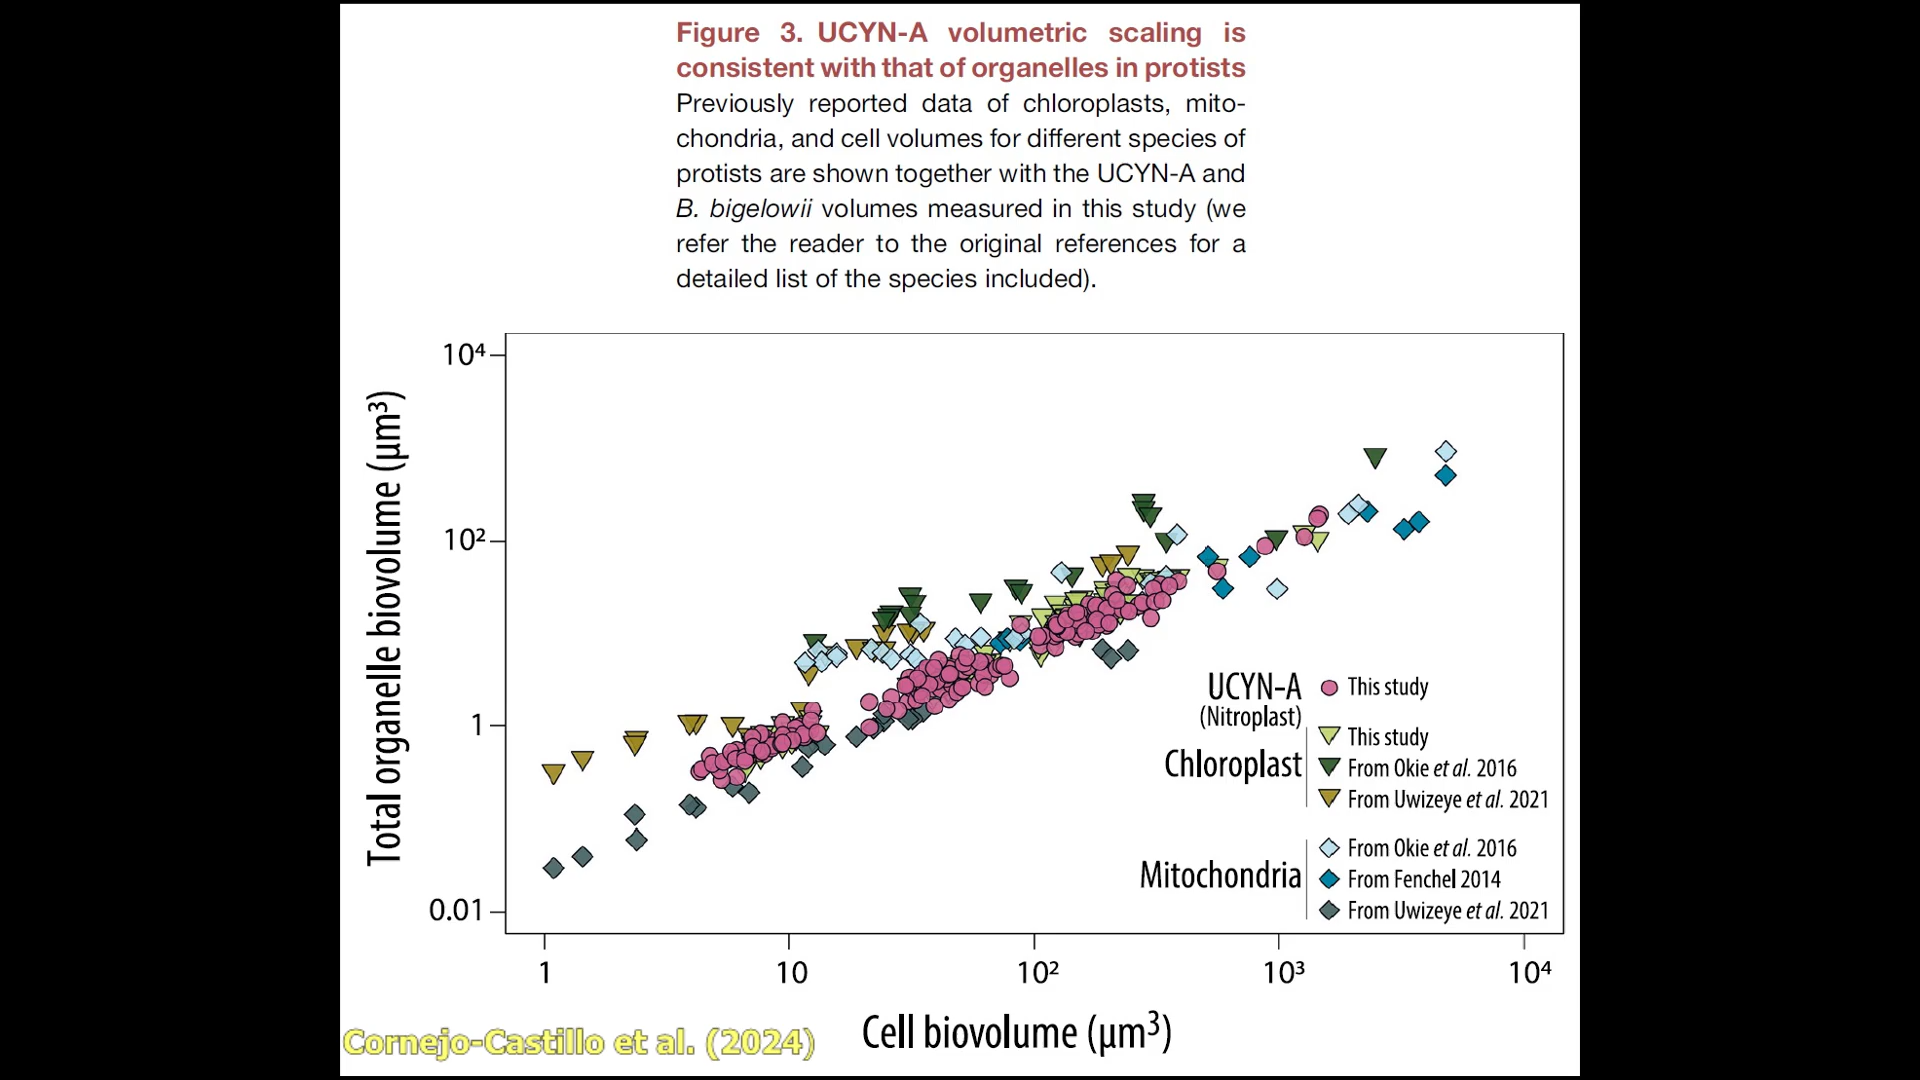 Figure 3. UCYN-A volumetric scaling is
consistent with that of organelles in protists
Previously reported data of chloroplasts, mito-
chondria, and cell volumes for different species of
protists are shown together with the UCYN-A and
B. bigelowii volumes measured in this study (we
refer the reader to the original references for a
detailed list of the species included).
Total organelle biovolume (µm³)
10⁴
10²
1
0.01
UCYN-A
(Nitroplast)
This study
Chloroplast
This study
From Okie et al. 2016
From Uwizeye et al. 2021
Mitochondria
From Okie et al. 2016
From Fenchel 2014
From Uwizeye et al. 2021
1 10 10² 10³ 10⁴
Cell biovolume (µm³)
Cornejo-Castillo et al. (2024)